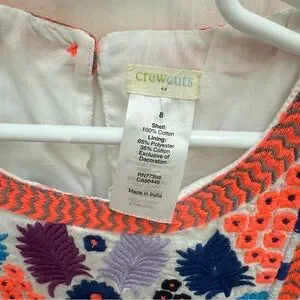 crewcuts
8
Shell:
100% Cotton
Lining:
65% Polyester
35% Cotton
Exclusive of
Decoration
RN77388
CA56445
Made in India